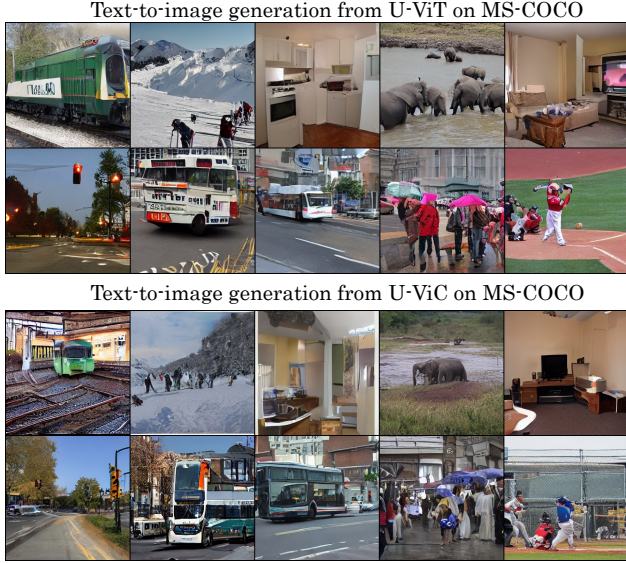 Text-to-image generation from U-ViT on MS-COCO
Text-to-image generation from U-ViC on MS-COCO